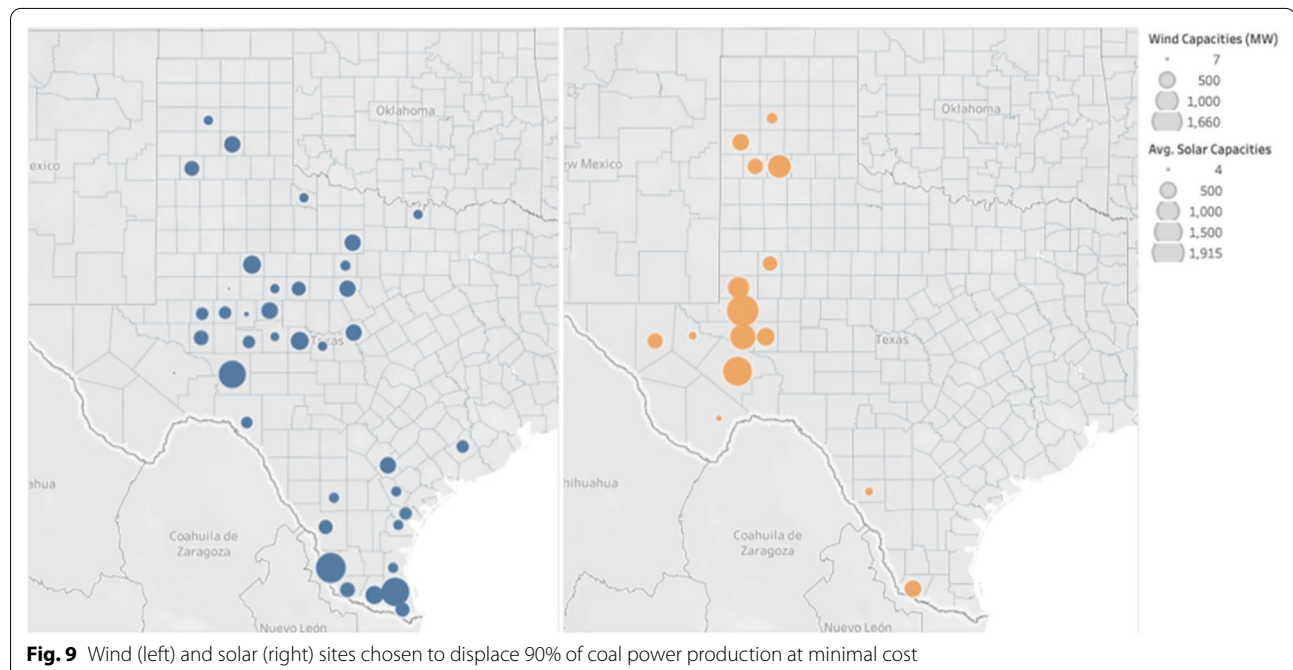 Oklahoma
exico
Texas
ahua
Coahuila de
Zaragoza
Nuevo León
Oklahoma
ew Mexico
Texas
hihuahua
Coahuila de
Zaragoza
Nuevo León
Wind Capacities (MW)
7
500
1,000
1,660
Avg. Solar Capacities
4
500
1,000
1,500
1,915
Fig. 9 Wind (left) and solar (right) sites chosen to displace 90% of coal power production at minimal cost